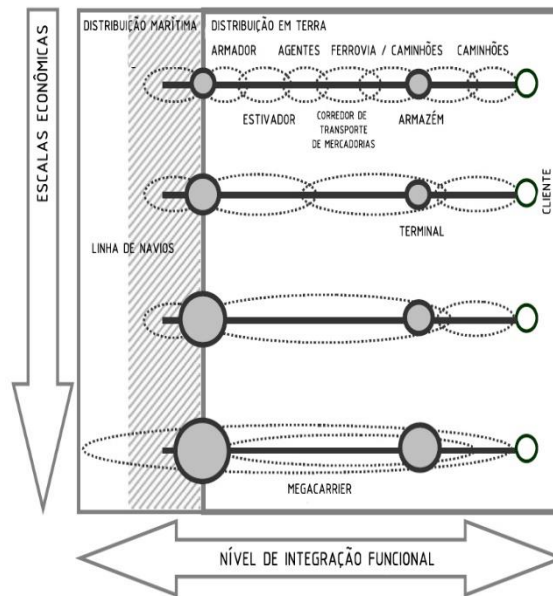 DISTRIBUIÇÃO MARÍTIMA
DISTRIBUIÇÃO EM TERRA
ARMADOR
AGENTES
FERROVIA / CAMINHÕES
CAMINHÕES
ESTIVADOR
CORREDOR DE
TRANSPORTE
DE MERCADORIAS
ARMAZÉM
ESCALAS ECONÔMICAS
CLIENTE
TERMINAL
LINHA DE NAVIOS
MEGACARRIER
NÍVEL DE INTEGRAÇÃO FUNCIONAL